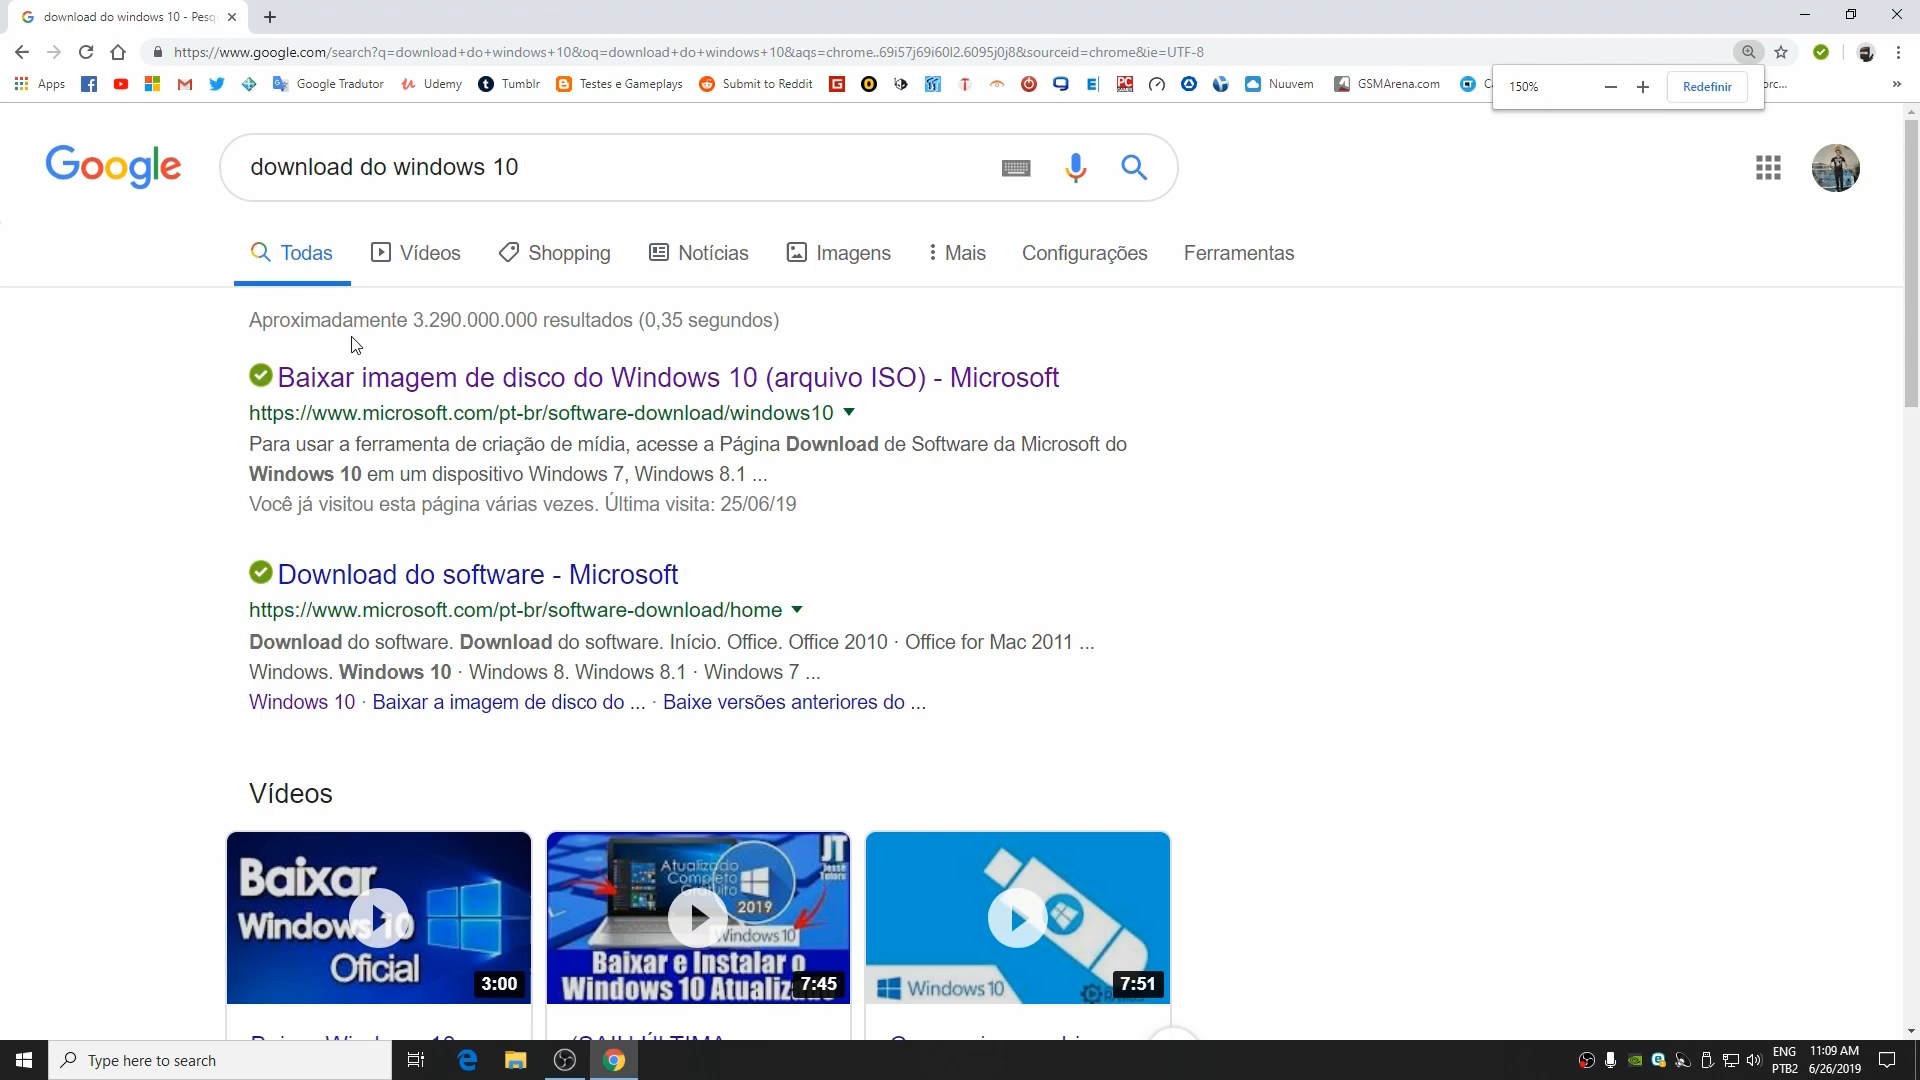 download do windows 10 - Pesq
https://www.google.com/search?q=download+do+windows+10&oq=download+do+windows+10&aqs=chrome..69i57j69i60l2.6095j0j8&sourceid=chrome&ie=UTF-8
Apps
Google Tradutor
Udemy
Tumblr
Testes e Gameplays
Submit to Reddit
Nuuvem
GSMArena.com
150%
Redefinir
Google
download do windows 10
Todas
Vídeos
Shopping
Notícias
Imagens
Mais
Configurações
Ferramentas
Aproximadamente 3.290.000.000 resultados (0,35 segundos)
Baixar imagem de disco do Windows 10 (arquivo ISO) - Microsoft
https://www.microsoft.com/pt-br/software-download/windows10
Para usar a ferramenta de criação de mídia, acesse a Página Download de Software da Microsoft do
Windows 10 em um dispositivo Windows 7, Windows 8.1 ...
Você já visitou esta página várias vezes. Última visita: 25/06/19
Download do software - Microsoft
https://www.microsoft.com/pt-br/software-download/home
Download do software. Download do software. Início. Office. Office 2010 · Office for Mac 2011 ...
Windows. Windows 10 · Windows 8. Windows 8.1 · Windows 7 ...
Windows 10 · Baixar a imagem de disco do ... · Baixe versões anteriores do ...
Vídeos
Baixar
Windows 10
Oficial
3:00
Atualizado
Completo
Gratuito
2019
JT
Windows10
Baixar e Instalar o
Windows 10 Atualiz
7:45
Windows10
7:51
Type here to search
ENG
PTB2
11:09 AM
6/26/2019